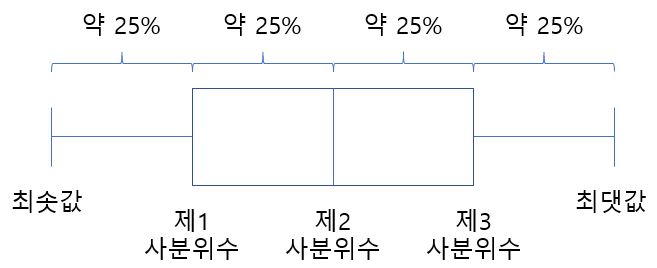 약 25% 약 25% 약 25% 약 25%
최솟값 최댓값
제1 제2 제3
사분위수 사분위수 사분위수